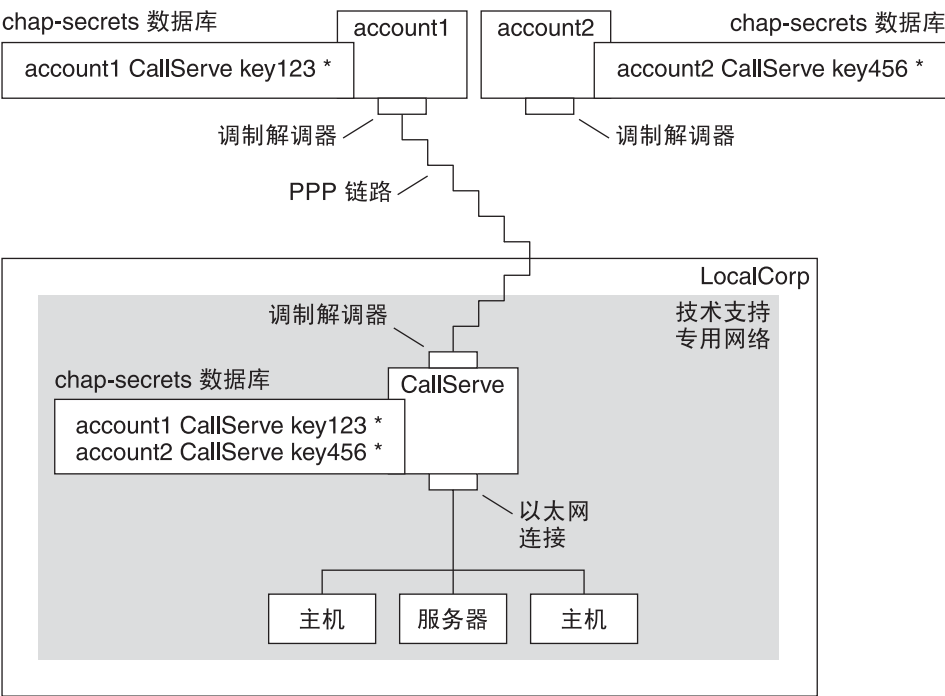 chap-secrets 数据库
account1 CallServe key123 *
account1
account2
chap-secrets 数据库
account2 CallServe key456 *
调制解调器
调制解调器
PPP 链路
LocalCorp
技术支持
专用网络
调制解调器
chap-secrets 数据库
CallServe
account1 CallServe key123 *
account2 CallServe key456 *
以太网
连接
主机
服务器
主机